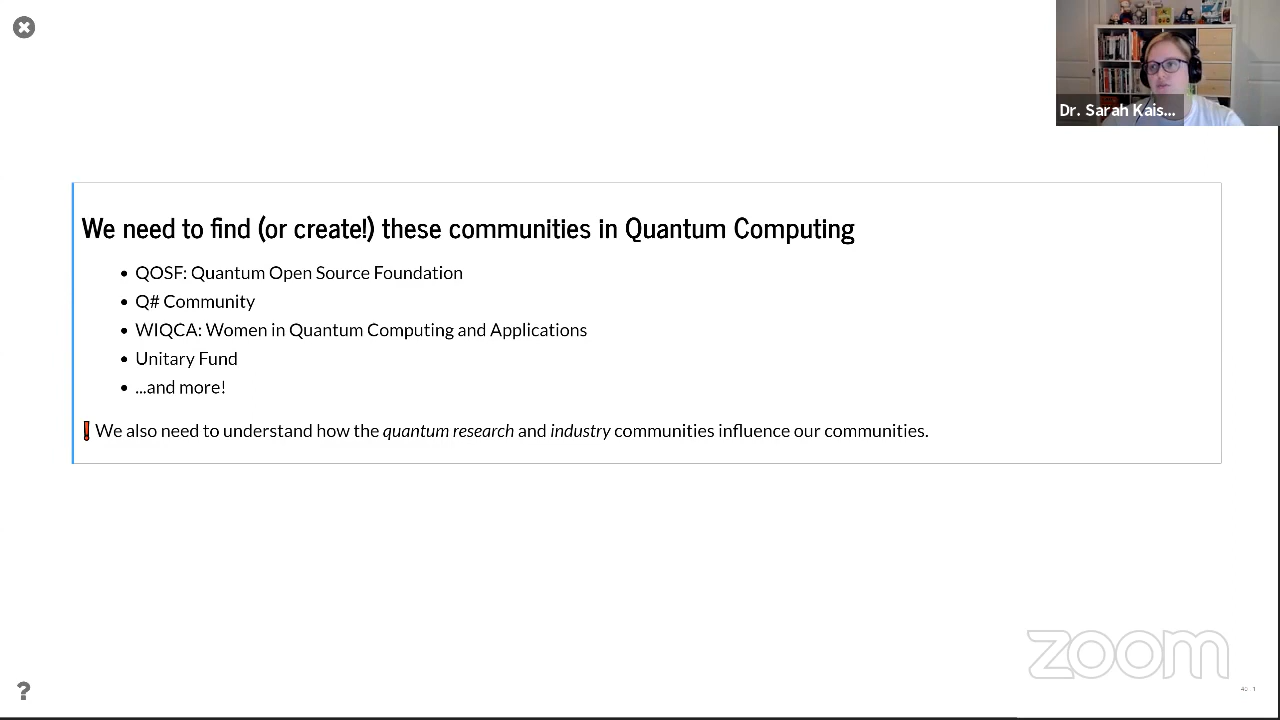 Dr. Sarah Kais...
We need to find (or create!) these communities in Quantum Computing
• QOSF: Quantum Open Source Foundation
• Q# Community
• WIQCA: Women in Quantum Computing and Applications
• Unitary Fund
• ...and more!
❗We also need to understand how the quantum research and industry communities influence our communities.
zoom
?